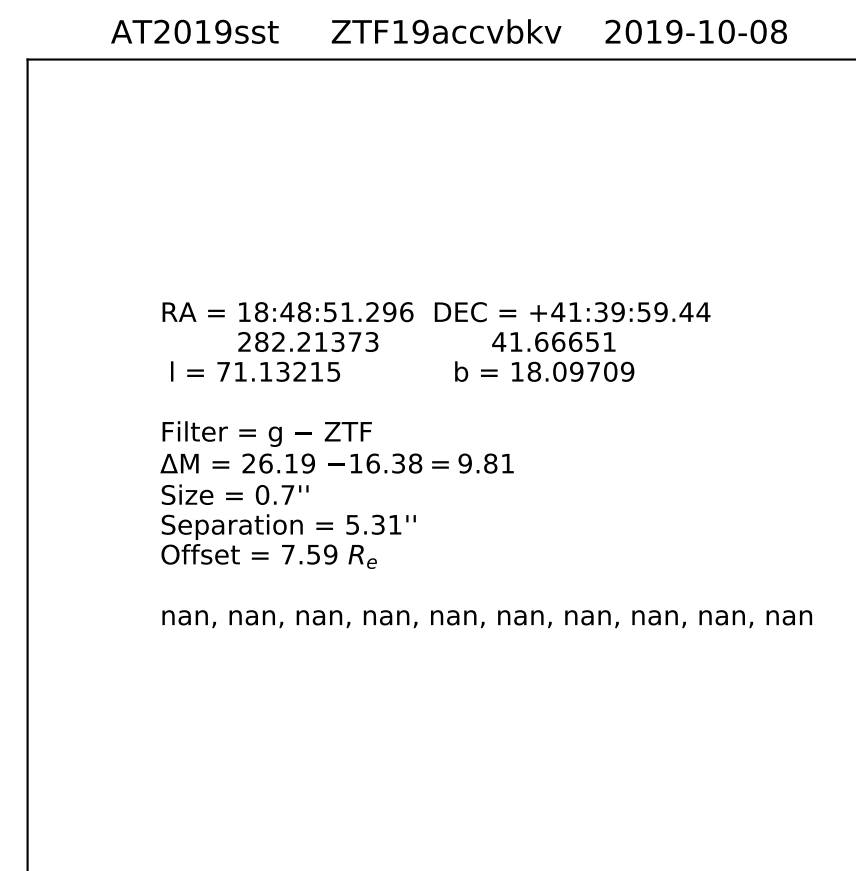 AT2019sst ZTF19accvbkv 2019-10-08
RA = 18:48:51.296 DEC = +41:39:59.44
282.21373 41.66651
l = 71.13215 b = 18.09709
Filter = g − ZTF
ΔM = 26.19 −16.38 = 9.81
Size = 0.7''
Separation = 5.31''
Offset = 7.59 Rₑ
nan, nan, nan, nan, nan, nan, nan, nan, nan, nan